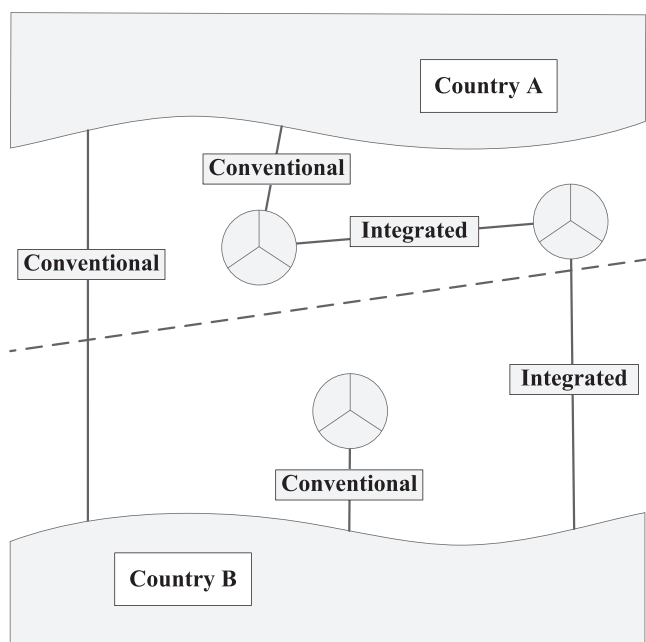 Country A
Conventional
Integrated
Conventional
Integrated
Conventional
Country B